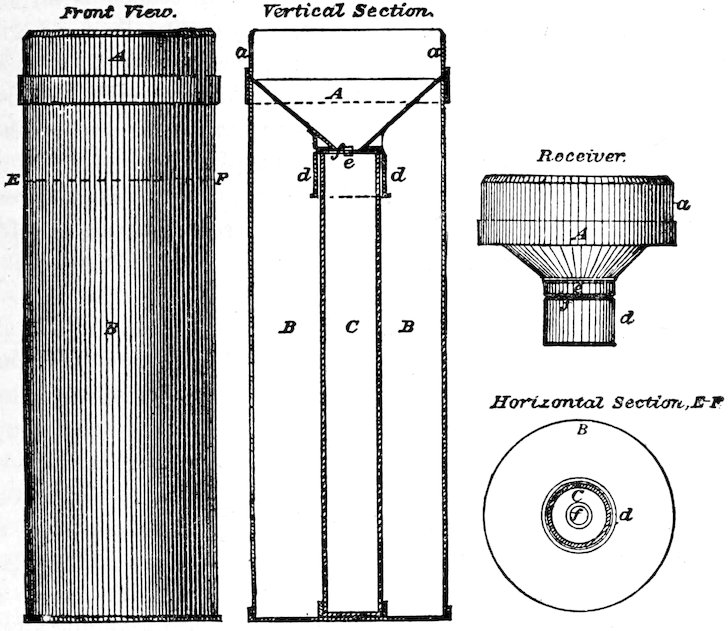 Front View.
A
E
F
B
Vertical Section.
a
a
A
f
e
d
d
B
C
B
Receiver.
a
A
e
f
d
Horizontal Section, E-F
B
C
f
d